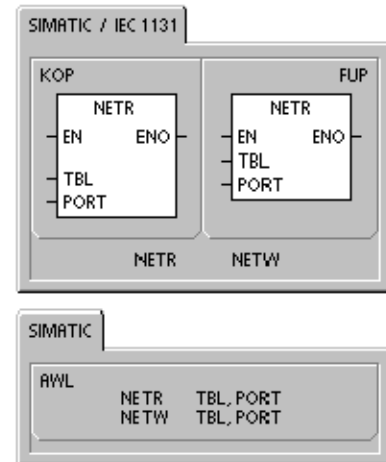 SIMATIC / IEC 1131
KOP
FUP
NETR
EN ENO
TBL
PORT
NETR
EN ENO
TBL
PORT
NETR NETW
SIMATIC
AWL
NETR TBL, PORT
NETW TBL, PORT